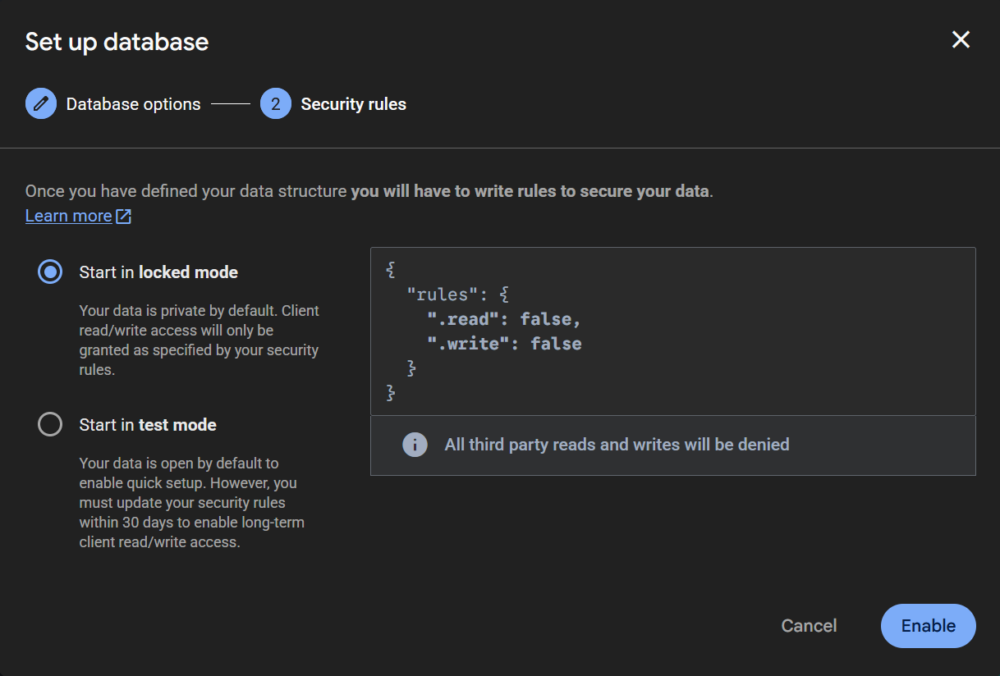 Set up database
Database options
2 Security rules
Once you have defined your data structure you will have to write rules to secure your data.
Learn more
Start in locked mode
Your data is private by default. Client
read/write access will only be
granted as specified by your security
rules.
Start in test mode
Your data is open by default to
enable quick setup. However, you
must update your security rules
within 30 days to enable long-term
client read/write access.
{
  "rules": {
    ".read": false,
    ".write": false
  }
}
All third party reads and writes will be denied
Cancel
Enable